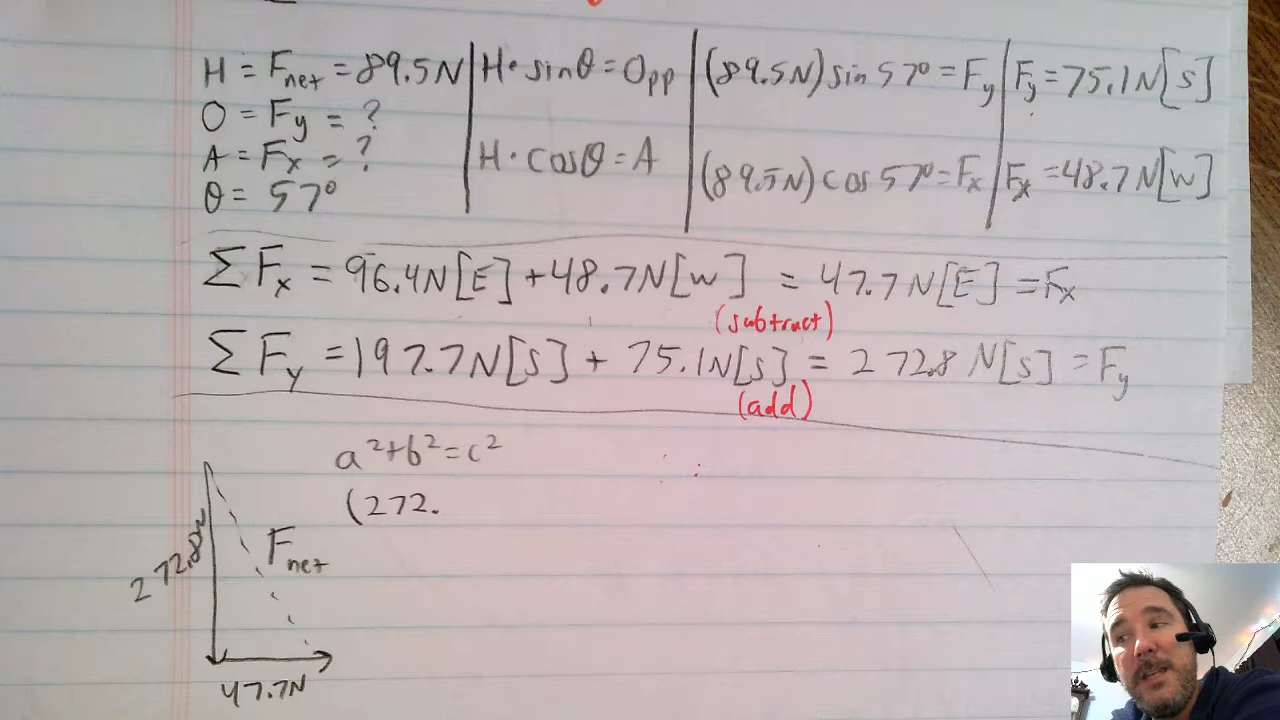 H = Fnet = 89.5N | H · sinθ = Opp | (89.5N) sin 57° = Fy | Fy = 75.1N[s]
O = Fy = ?
A = Fx = ? | H · cosθ = A | (89.5N) cos 57° = Fx | Fx = 48.7N[w]
θ = 57°
ΣFx = 96.4N[E] + 48.7N[w] = 47.7N[E] = Fx
(subtract)
ΣFy = 197.7N[s] + 75.1N[s] = 272.8N[s] = Fy
(add)
a²+b²=c²
(272.
272.8N
Fnet
47.7N